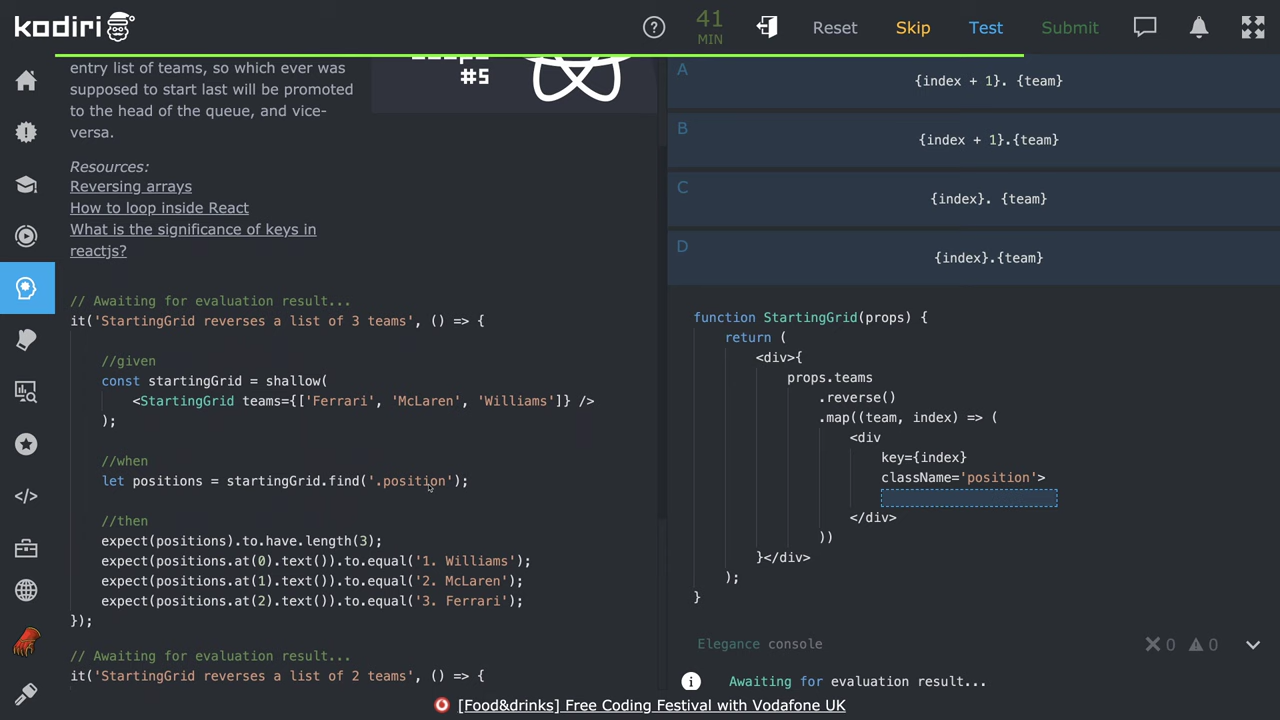 kodiri
41
MIN
Reset
Skip
Test
Submit
entry list of teams, so which ever was
supposed to start last will be promoted
to the head of the queue, and vice-
versa.
#5
Resources:
Reversing arrays
How to loop inside React
What is the significance of keys in
reactjs?
// Awaiting for evaluation result...
it('StartingGrid reverses a list of 3 teams', () => {
//given
const startingGrid = shallow(
<StartingGrid teams={['Ferrari', 'McLaren', 'Williams']} />
);
//when
let positions = startingGrid.find('.position');
//then
expect(positions).to.have.length(3);
expect(positions.at(0).text()).to.equal('1. Williams');
expect(positions.at(1).text()).to.equal('2. McLaren');
expect(positions.at(2).text()).to.equal('3. Ferrari');
});
// Awaiting for evaluation result...
it('StartingGrid reverses a list of 2 teams', () => {
A
{index + 1}. {team}
B
{index + 1}.{team}
C
{index}. {team}
D
{index}.{team}
function StartingGrid(props) {
return (
<div>{
props.teams
.reverse()
.map((team, index) => (
<div
key={index}
className='position'>
</div>
))
}</div>
);
}
Elegance console
0
0
Awaiting for evaluation result...
[Food&drinks] Free Coding Festival with Vodafone UK